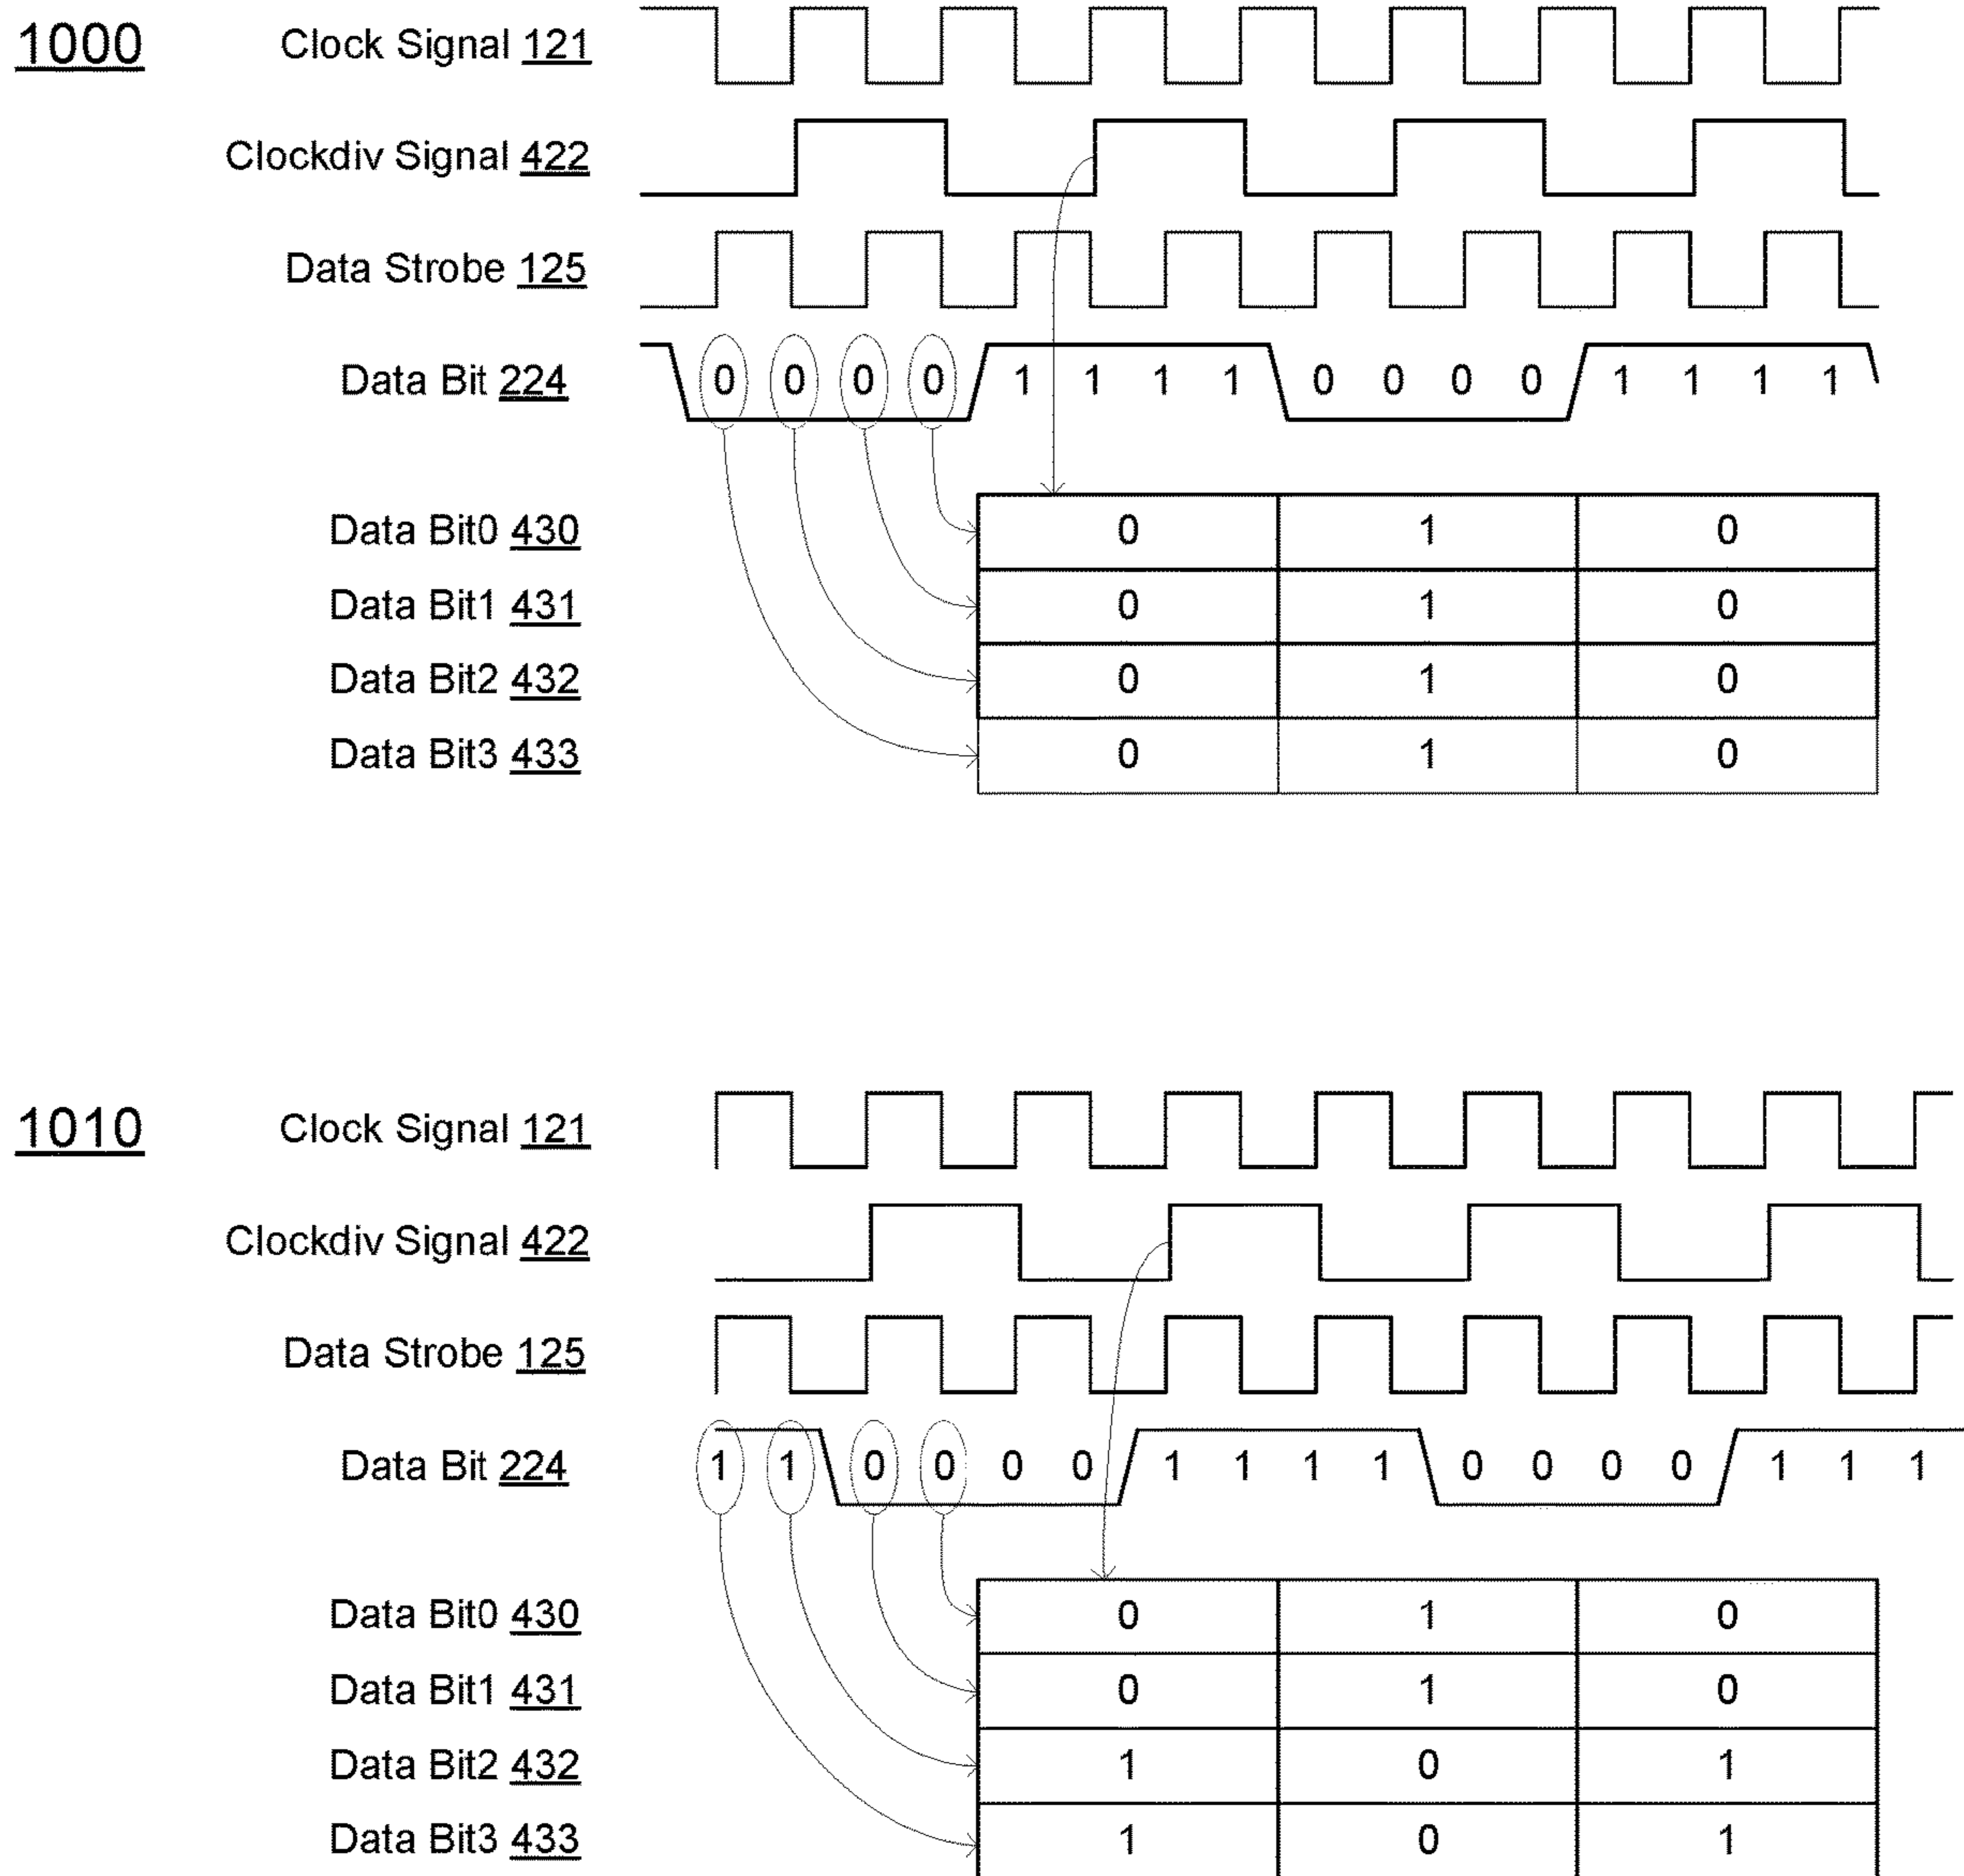 1000 Clock Signal 121
Clockdiv Signal 422
Data Strobe 125
Data Bit 224 0 0 0 0 1 1 1 1 0 0 0 0 1 1 1 1
Data Bit0 430 0 1 0
Data Bit1 431 0 1 0
Data Bit2 432 0 1 0
Data Bit3 433 0 1 0
1010 Clock Signal 121
Clockdiv Signal 422
Data Strobe 125
Data Bit 224 1 1 0 0 0 0 1 1 1 1 0 0 0 0 1 1 1
Data Bit0 430 0 1 0
Data Bit1 431 0 1 0
Data Bit2 432 1 0 1
Data Bit3 433 1 0 1